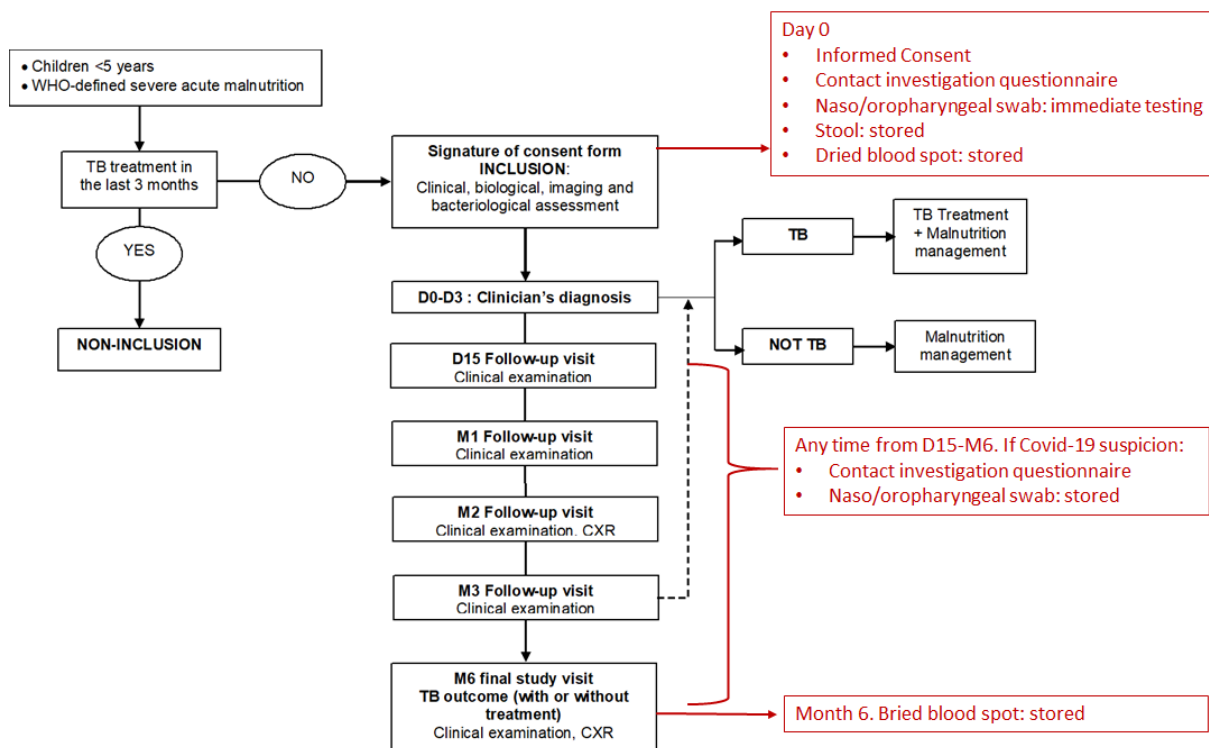 • Children <5 years
• WHO-defined severe acute malnutrition
TB treatment in
the last 3 months
NO
YES
NON-INCLUSION
Signature of consent form
INCLUSION:
Clinical, biological, imaging and
bacteriological assessment
Day 0
• Informed Consent
• Contact investigation questionnaire
• Naso/oropharyngeal swab: immediate testing
• Stool: stored
• Dried blood spot: stored
D0-D3 : Clinician's diagnosis
TB
TB Treatment
+ Malnutrition
management
NOT TB
Malnutrition
management
D15 Follow-up visit
Clinical examination
M1 Follow-up visit
Clinical examination
M2 Follow-up visit
Clinical examination. CXR
M3 Follow-up visit
Clinical examination
Any time from D15-M6. If Covid-19 suspicion:
• Contact investigation questionnaire
• Naso/oropharyngeal swab: stored
M6 final study visit
TB outcome (with or without
treatment)
Clinical examination, CXR
Month 6. Bried blood spot: stored